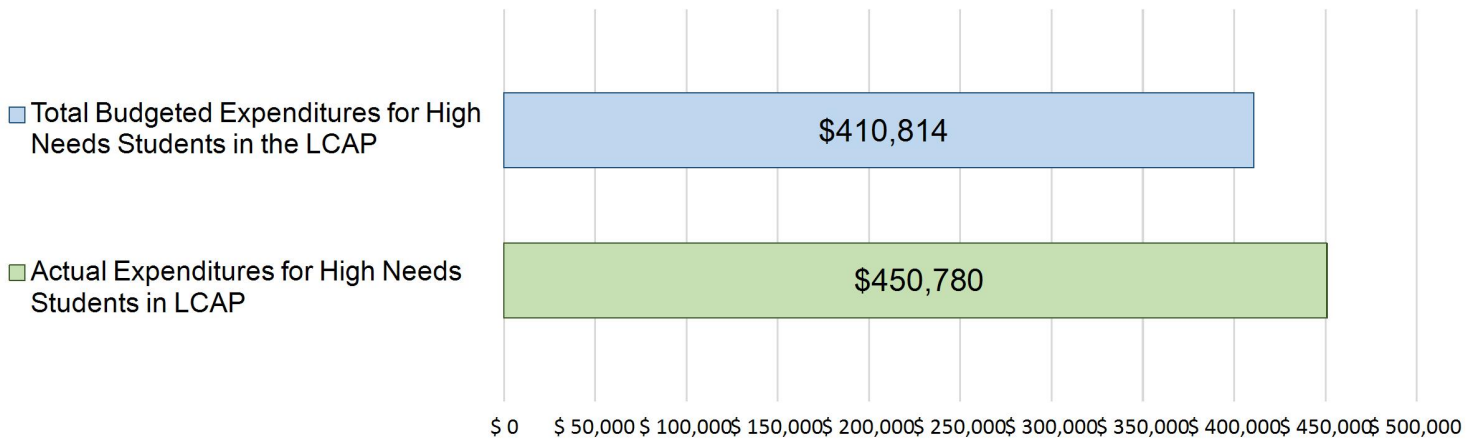 Total Budgeted Expenditures for High
Needs Students in the LCAP
$410,814
Actual Expenditures for High Needs
Students in LCAP
$450,780
$ 0 $ 50,000 $ 100,000 $ 150,000 $ 200,000 $ 250,000 $ 300,000 $ 350,000 $ 400,000 $ 450,000 $ 500,000